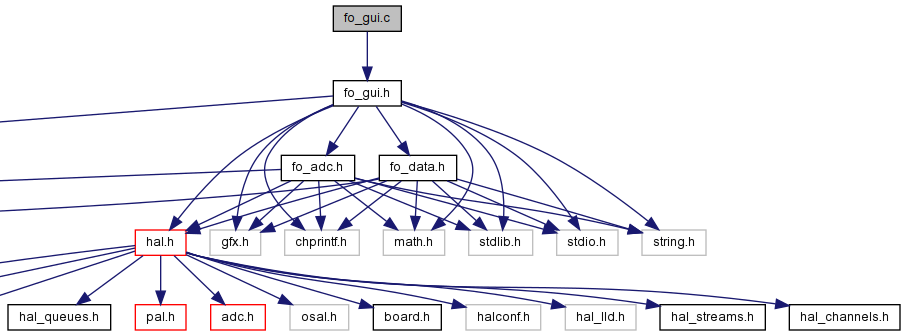 fo_gui.c
fo_gui.h
fo_adc.h
fo_data.h
hal.h
gfx.h
chprintf.h
math.h
stdlib.h
stdio.h
string.h
hal_queues.h
pal.h
adc.h
osal.h
board.h
halconf.h
hal_lld.h
hal_streams.h
hal_channels.h